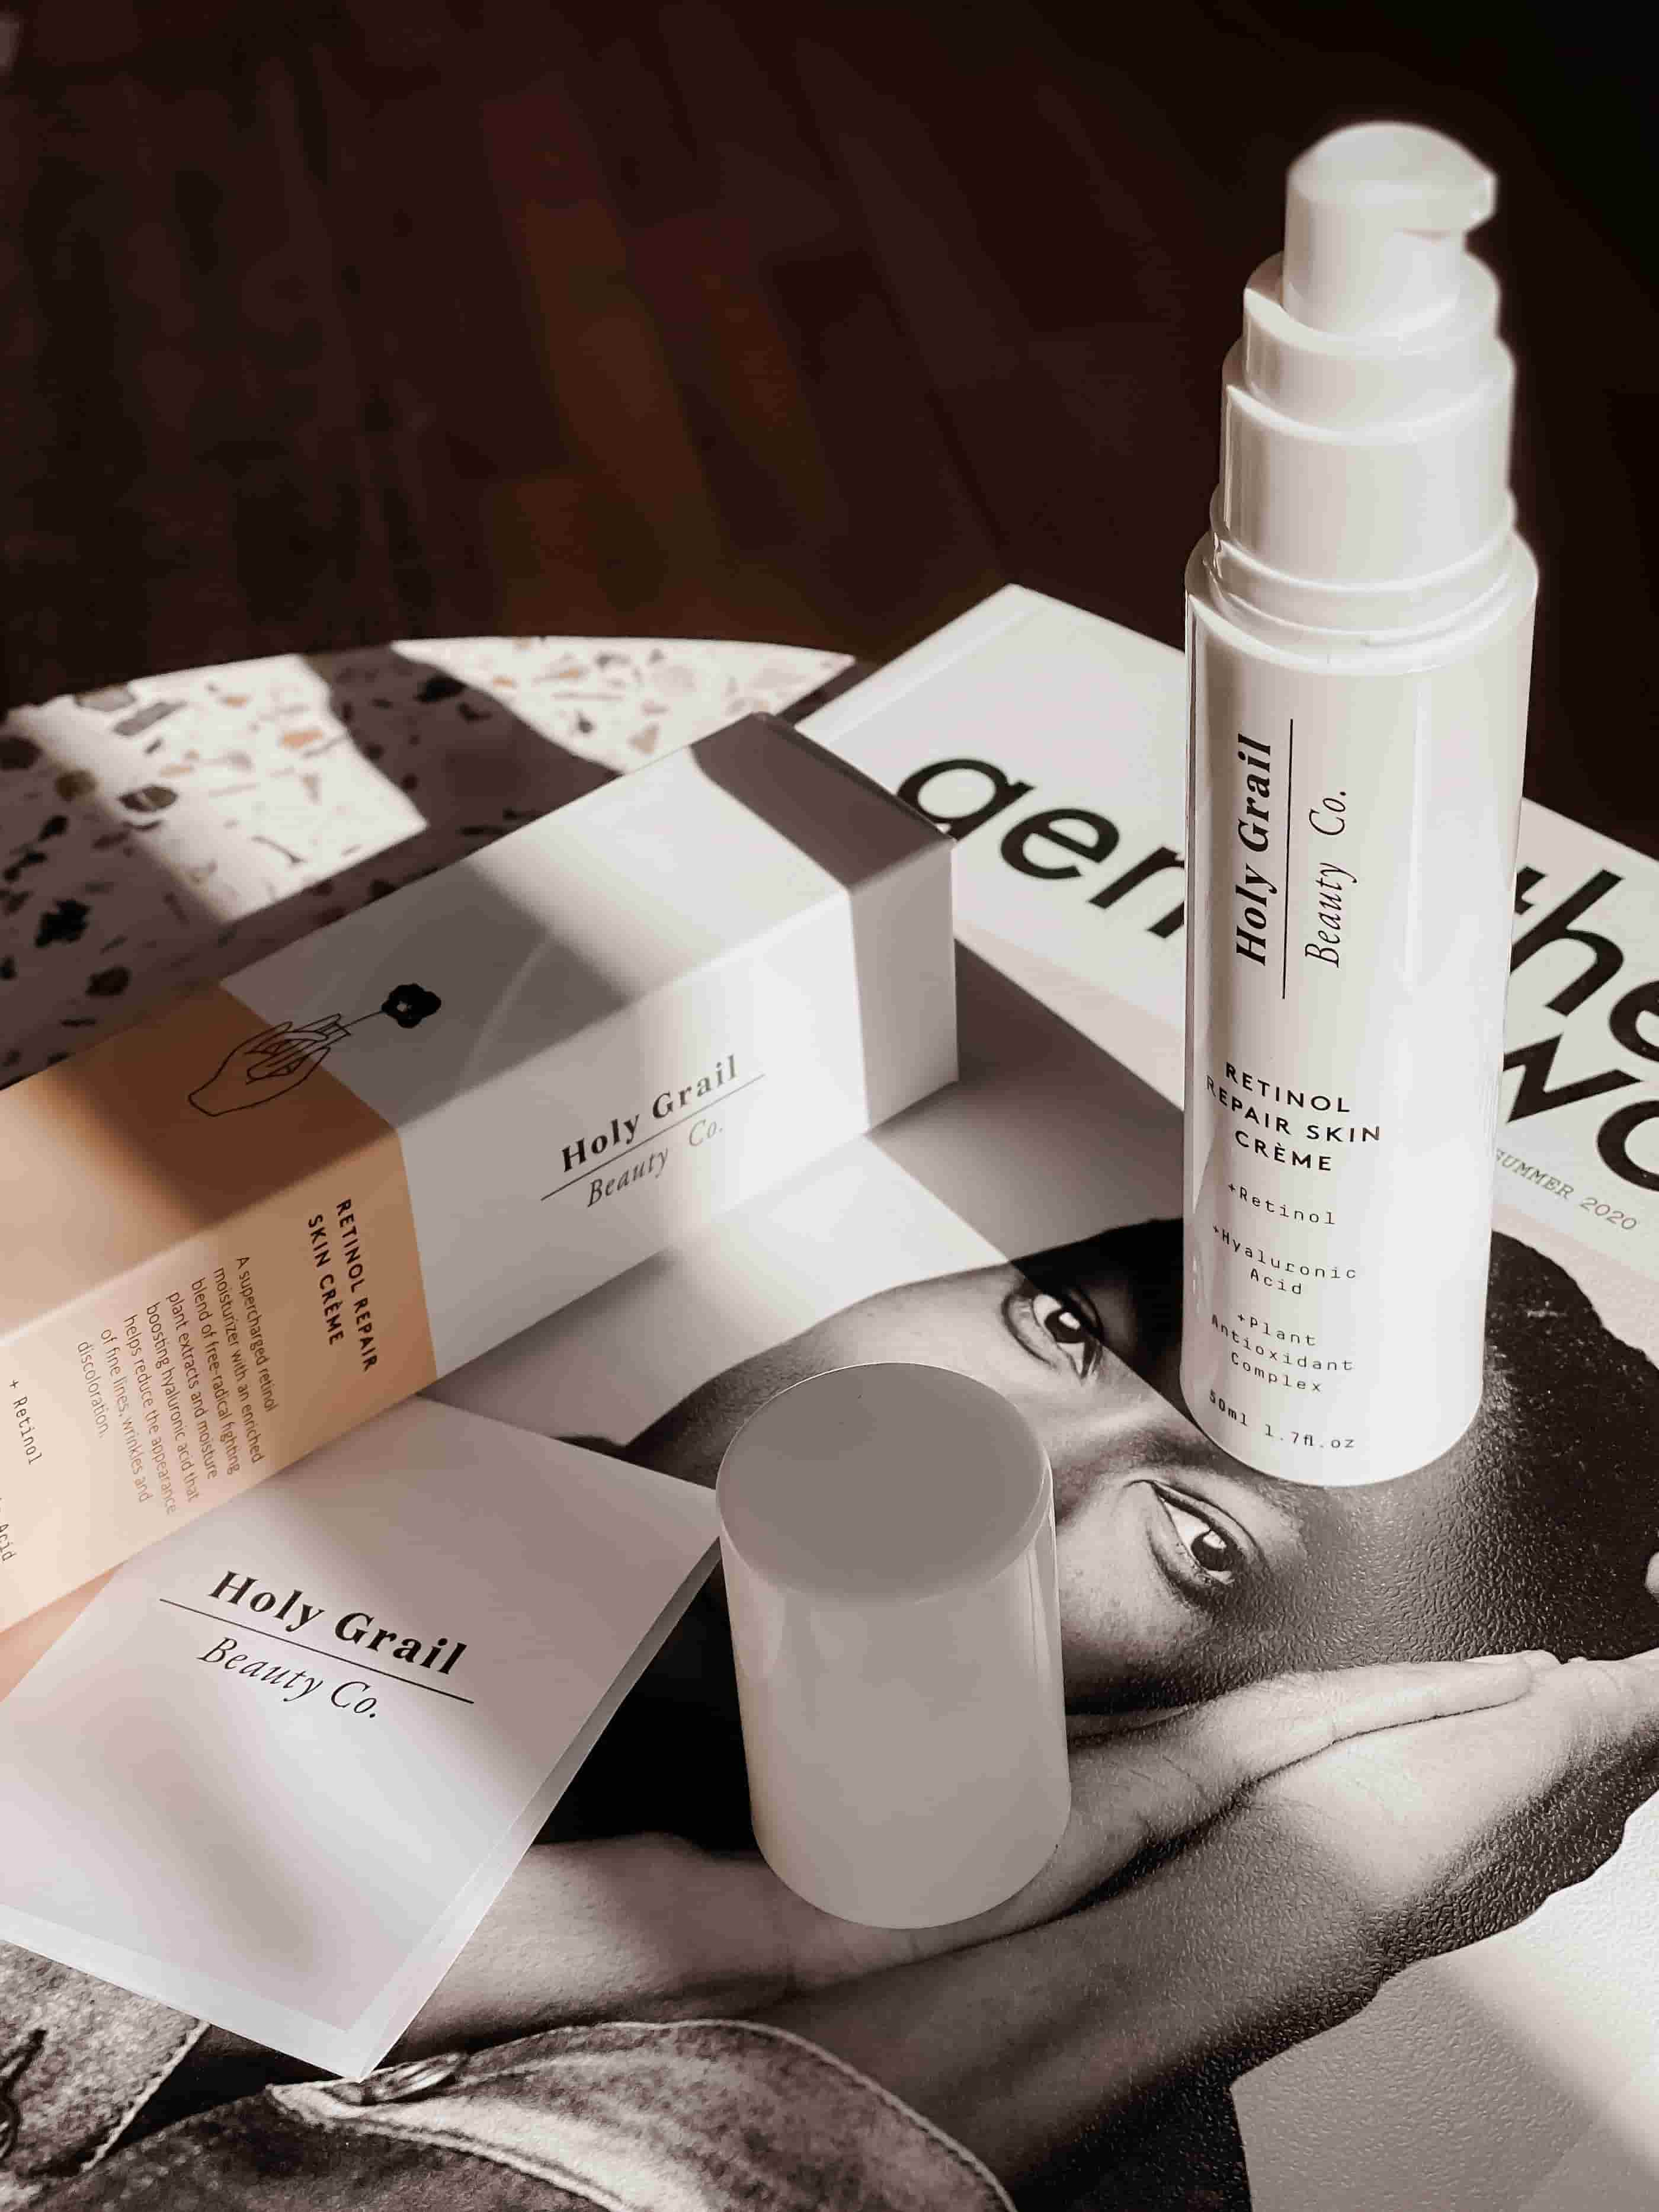 Holy Grail
Beauty Co.
RETINOL
REPAIR SKIN
CRÈME
+Retinol
+Hyaluronic
Acid
+Plant
Antioxidant
Complex
50ml 1.7fl.oz
Holy Grail
Beauty Co.
RETINOL REPAIR
SKIN CRÈME
A supercharged retinol
moisturizer with an enriched
blend of free-radical fighting
plant extracts and moisture
boosting hyaluronic acid that
helps reduce the appearance
of fine lines, wrinkles and
discoloration.
+ Retinol
Acid
Holy Grail
Beauty Co.
SUMMER 2020